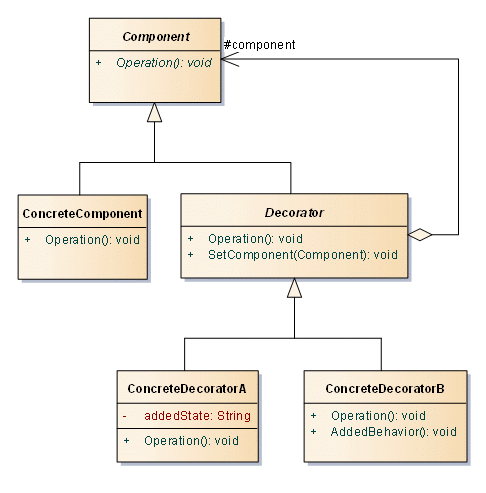 Component
#component
+ Operation(): void
ConcreteComponent
+ Operation(): void
Decorator
+ Operation(): void
+ SetComponent(Component): void
ConcreteDecoratorA
- addedState: String
+ Operation(): void
ConcreteDecoratorB
+ Operation(): void
+ AddedBehavior(): void